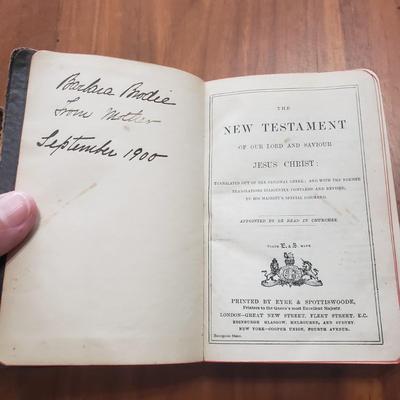 Barbara Brodie
From Mother
September 1900
THE
NEW TESTAMENT
OF OUR LORD AND SAVIOUR
JESUS CHRIST:
TRANSLATED OUT OF THE ORIGINAL GREEK; AND WITH THE FORMER
TRANSLATIONS DILIGENTLY COMPARED AND REVISED,
BY HIS MAJESTY'S SPECIAL COMMAND.
APPOINTED TO BE READ IN CHURCHES.
TRADE E. & S. MARK
PRINTED BY EYRE & SPOTTISWOODE,
Printers to the Queen's most Excellent Majesty.
LONDON—GREAT NEW STREET, FLEET STREET, E.C.
EDINBURGH, GLASGOW, MELBOURNE, AND SYDNEY.
NEW YORK—COOPER UNION, FOURTH AVENUE.